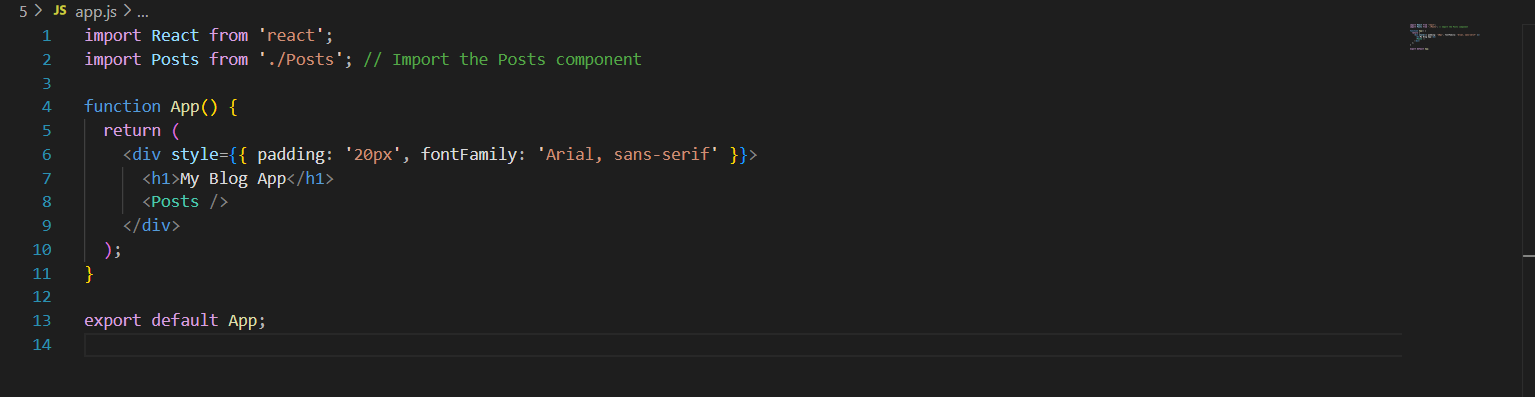 5 > JS app.js > ...
1 import React from 'react';
2 import Posts from './Posts'; // Import the Posts component
3
4 function App() {
5   return (
6     <div style={{ padding: '20px', fontFamily: 'Arial, sans-serif' }}>
7       <h1>My Blog App</h1>
8       <Posts />
9     </div>
10   );
11 }
12
13 export default App;
14